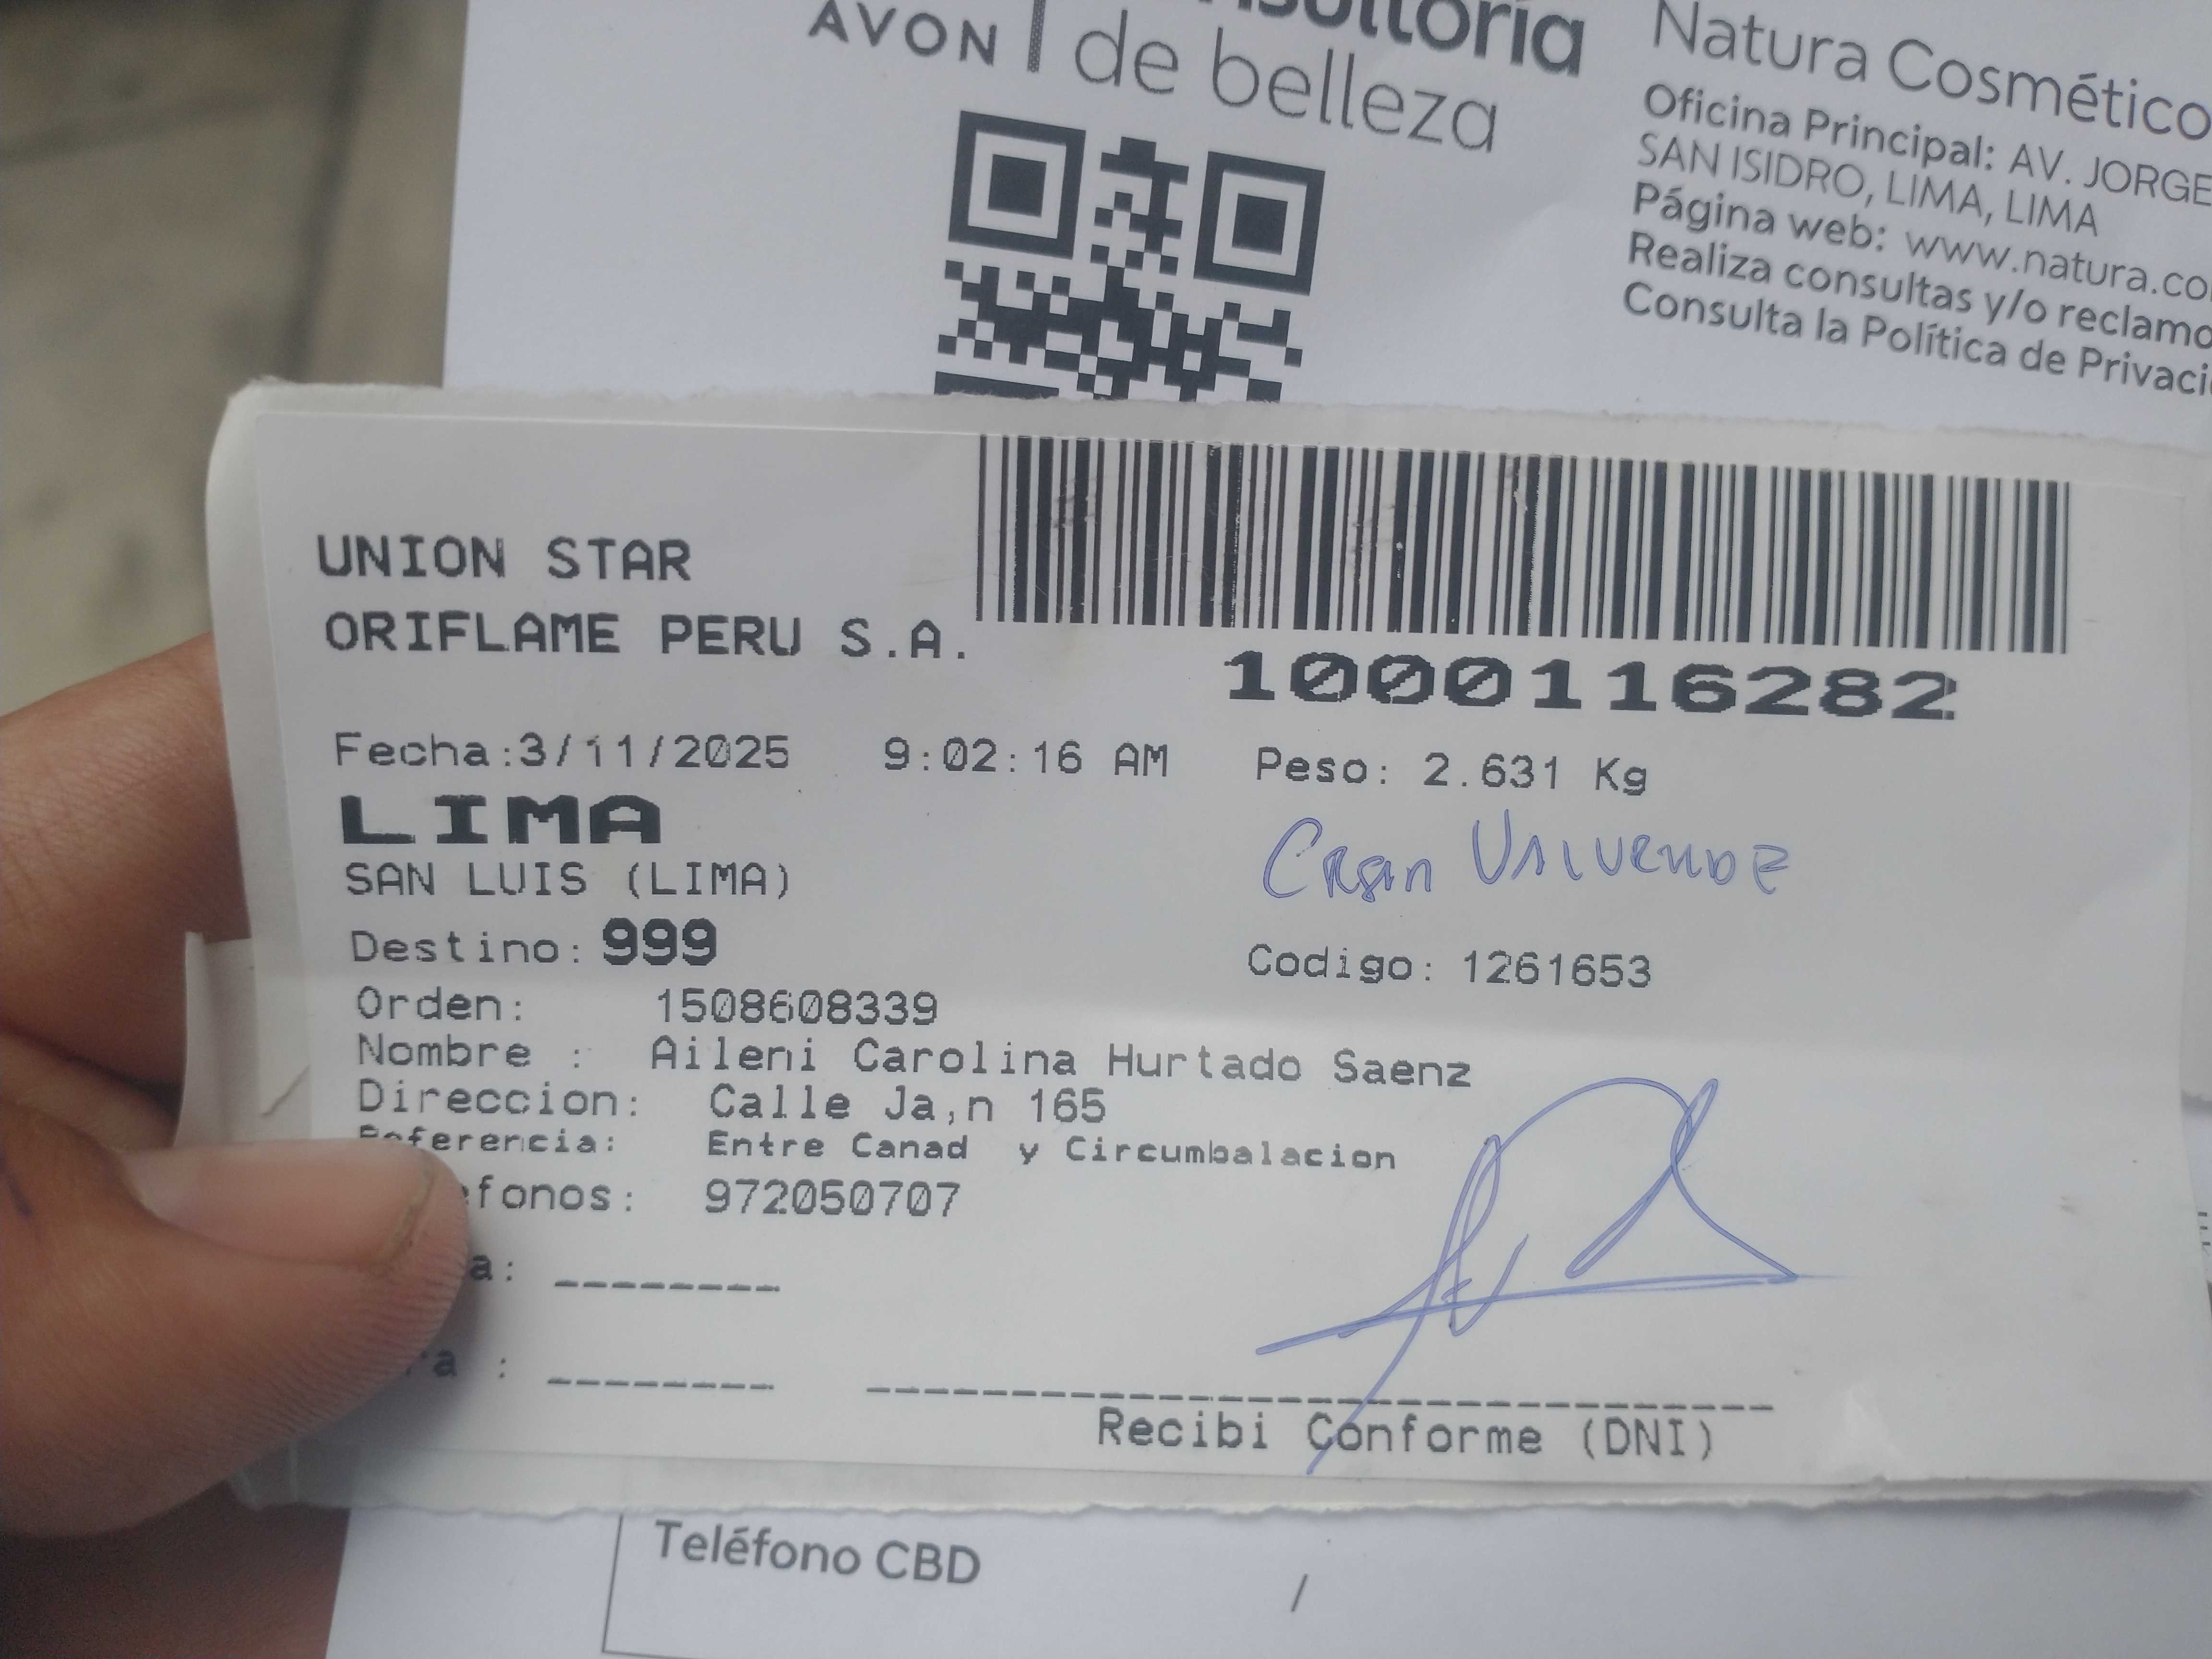 AVON de belleza
Natura Cosmético
Oficina Principal: AV. JORGE
SAN ISIDRO, LIMA, LIMA
Página web: www.natura.co
Realiza consultas y/o reclamo
Consulta la Política de Privaci
UNION STAR
ORIFLAME PERU S.A.
1000116282
Fecha:3/11/2025 9:02:16 AM Peso: 2.631 Kg
LIMA
SAN LUIS (LIMA)
Destino: 999
Codigo: 1261653
Orden: 1508608339
Nombre : Aileni Carolina Hurtado Saenz
Direccion: Calle Ja,n 165
Referencia: Entre Canad y Circumbalacion
efonos: 972050707
a: --------
ra : --------
Recibi Conforme (DNI)
Teléfono CBD /